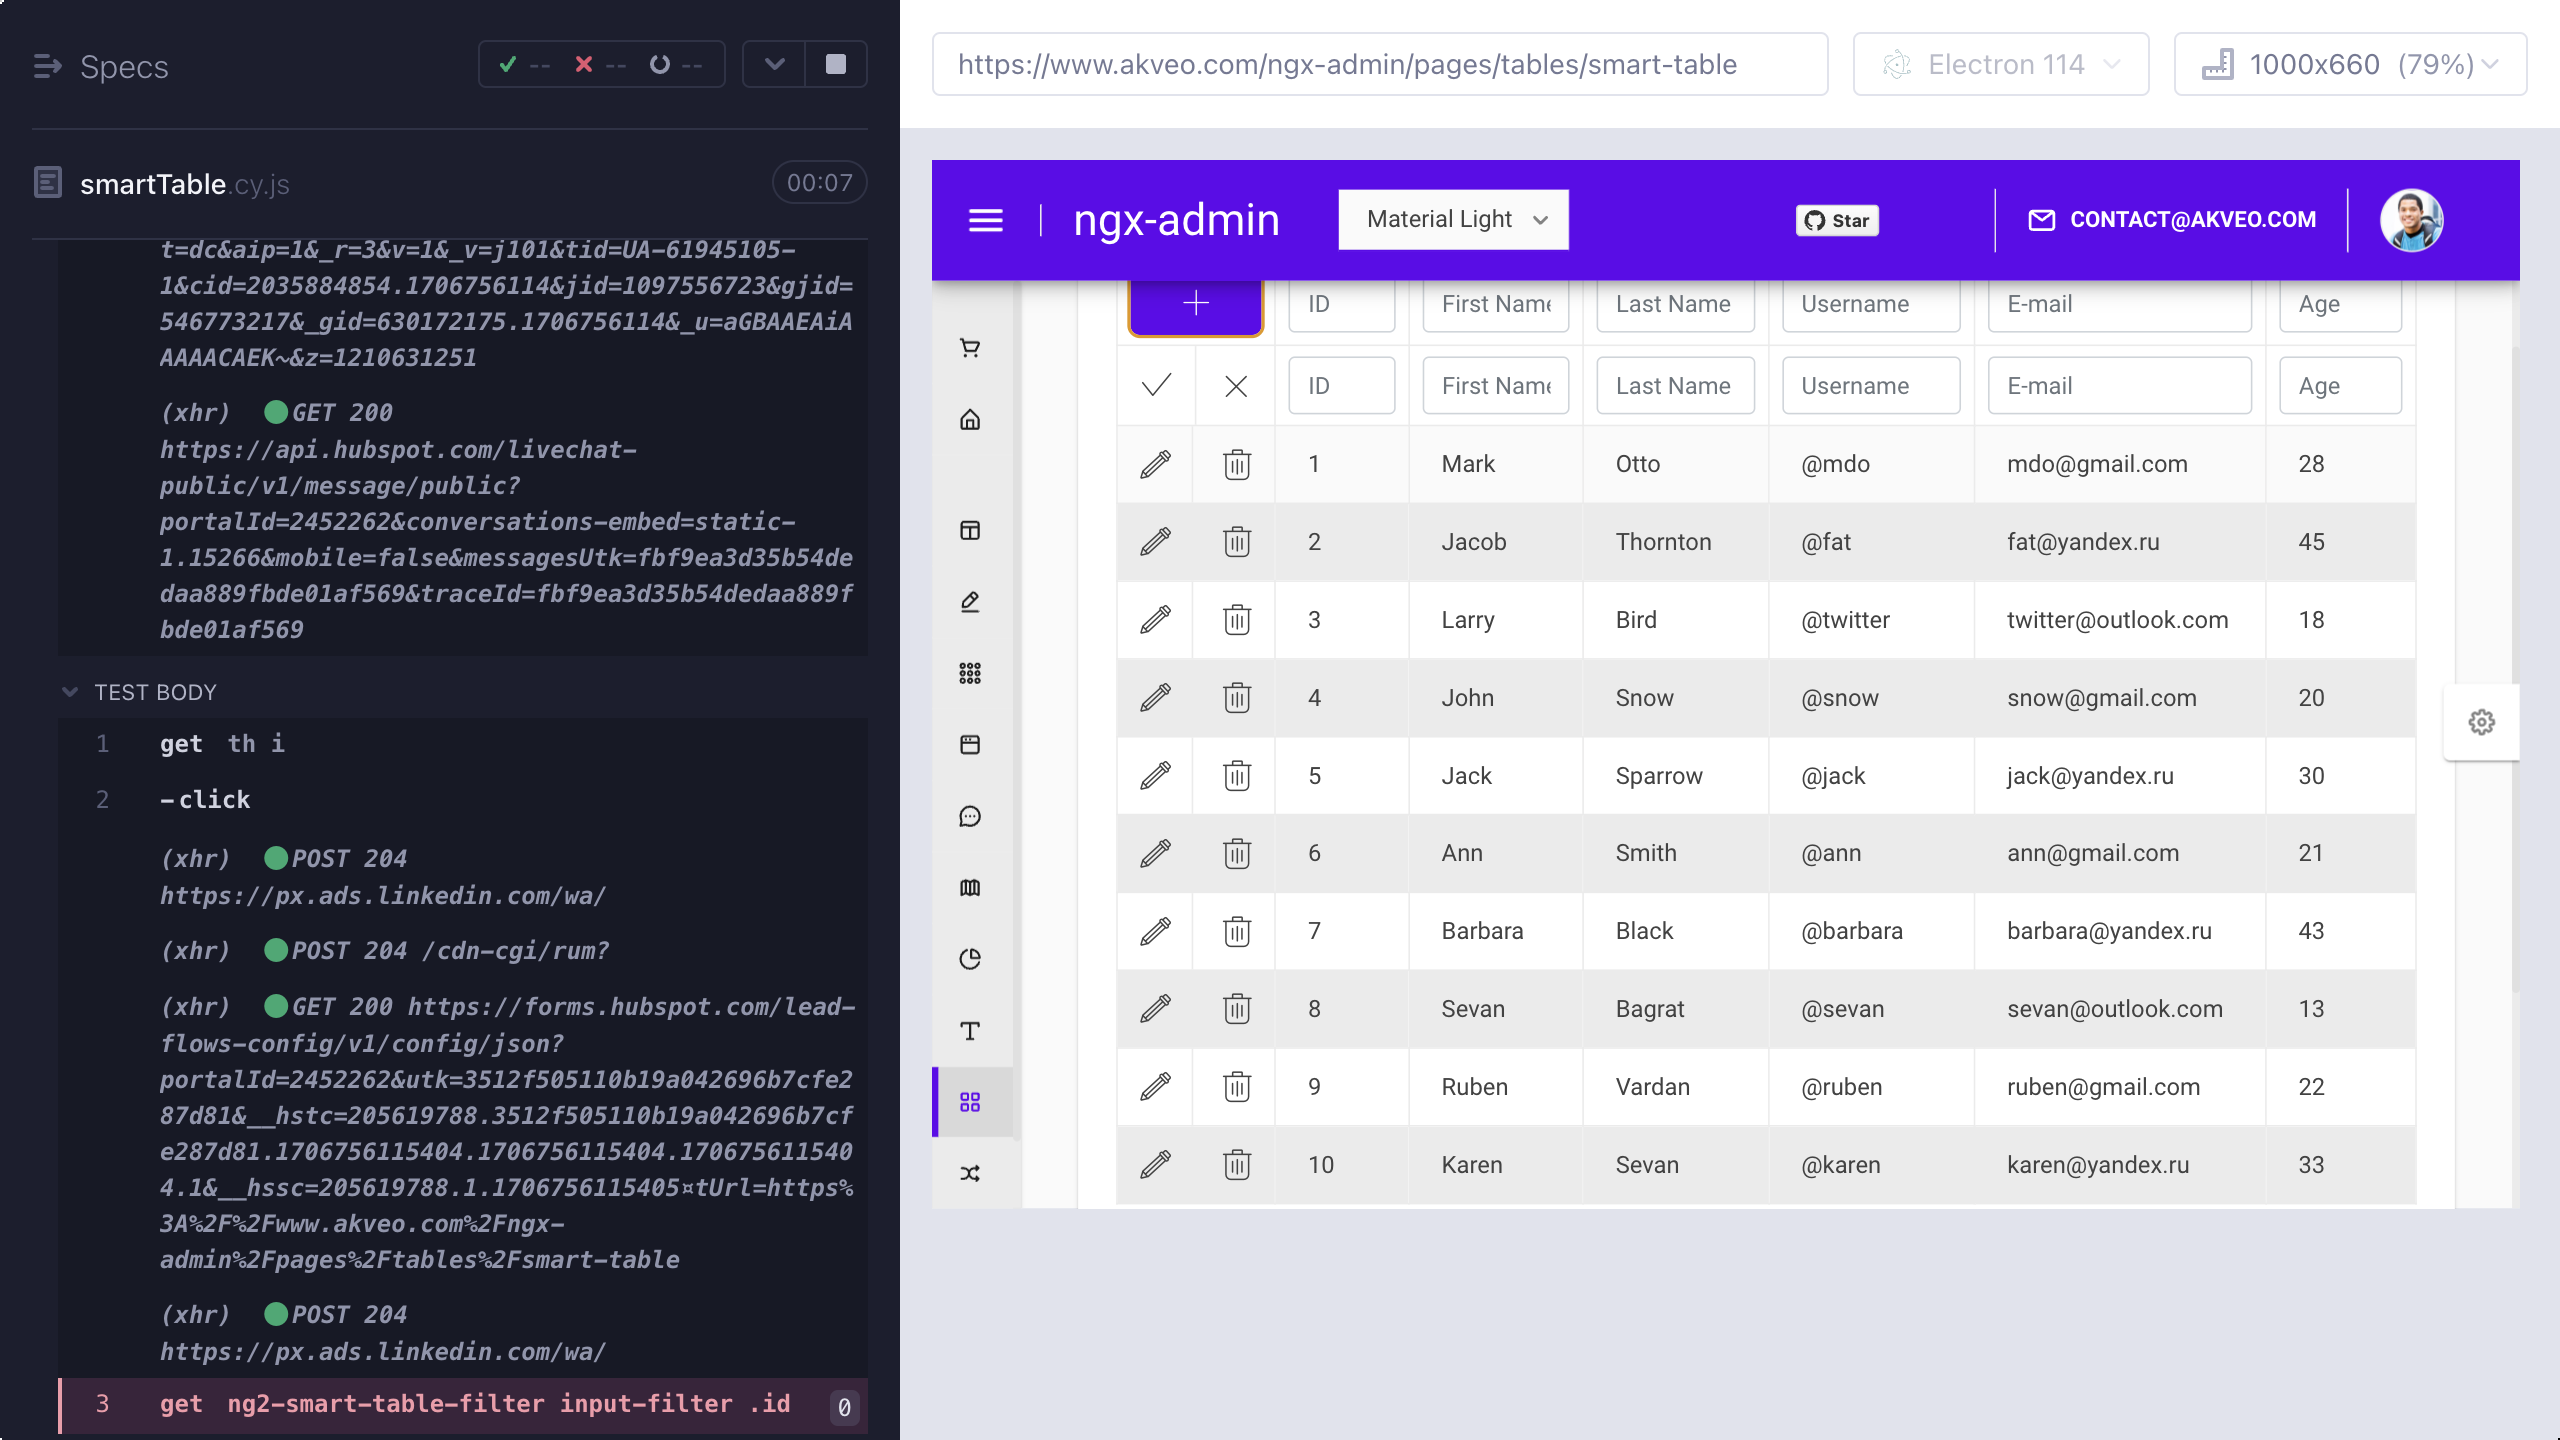 Specs
-- -- --
smartTable.cy.js
00:07
t=dc&aip=1&_r=3&v=1&_v=j101&tid=UA-61945105-
1&cid=2035884854.1706756114&jid=1097556723&gjid=
546773217&_gid=630172175.1706756114&_u=aGBAAEAiA
AAAACAEK~&z=1210631251
(xhr) GET 200
https://api.hubspot.com/livechat-
public/v1/message/public?
portalId=2452262&conversations-embed=static-
1.15266&mobile=false&messagesUtk=fbf9ea3d35b54de
daa889fbde01af569&traceId=fbf9ea3d35b54dedaa889f
bde01af569
TEST BODY
1 get th i
2 -click
(xhr) POST 204
https://px.ads.linkedin.com/wa/
(xhr) POST 204 /cdn-cgi/rum?
(xhr) GET 200 https://forms.hubspot.com/lead-
flows-config/v1/config/json?
portalId=2452262&utk=3512f505110b19a042696b7cfe2
87d81&__hstc=205619788.3512f505110b19a042696b7cf
e287d81.1706756115404.1706756115404.170675611540
4.1&__hssc=205619788.1.1706756115405¤tUrl=https%
3A%2F%2Fwww.akveo.com%2Fngx-
admin%2Fpages%2Ftables%2Fsmart-table
(xhr) POST 204
https://px.ads.linkedin.com/wa/
3 get ng2-smart-table-filter input-filter .id 0
https://www.akveo.com/ngx-admin/pages/tables/smart-table
Electron 114
1000x660 (79%)
ngx-admin
Material Light
Star
CONTACT@AKVEO.COM
ID First Name Last Name Username E-mail Age
ID First Name Last Name Username E-mail Age
1 Mark Otto @mdo mdo@gmail.com 28
2 Jacob Thornton @fat fat@yandex.ru 45
3 Larry Bird @twitter twitter@outlook.com 18
4 John Snow @snow snow@gmail.com 20
5 Jack Sparrow @jack jack@yandex.ru 30
6 Ann Smith @ann ann@gmail.com 21
7 Barbara Black @barbara barbara@yandex.ru 43
8 Sevan Bagrat @sevan sevan@outlook.com 13
9 Ruben Vardan @ruben ruben@gmail.com 22
10 Karen Sevan @karen karen@yandex.ru 33